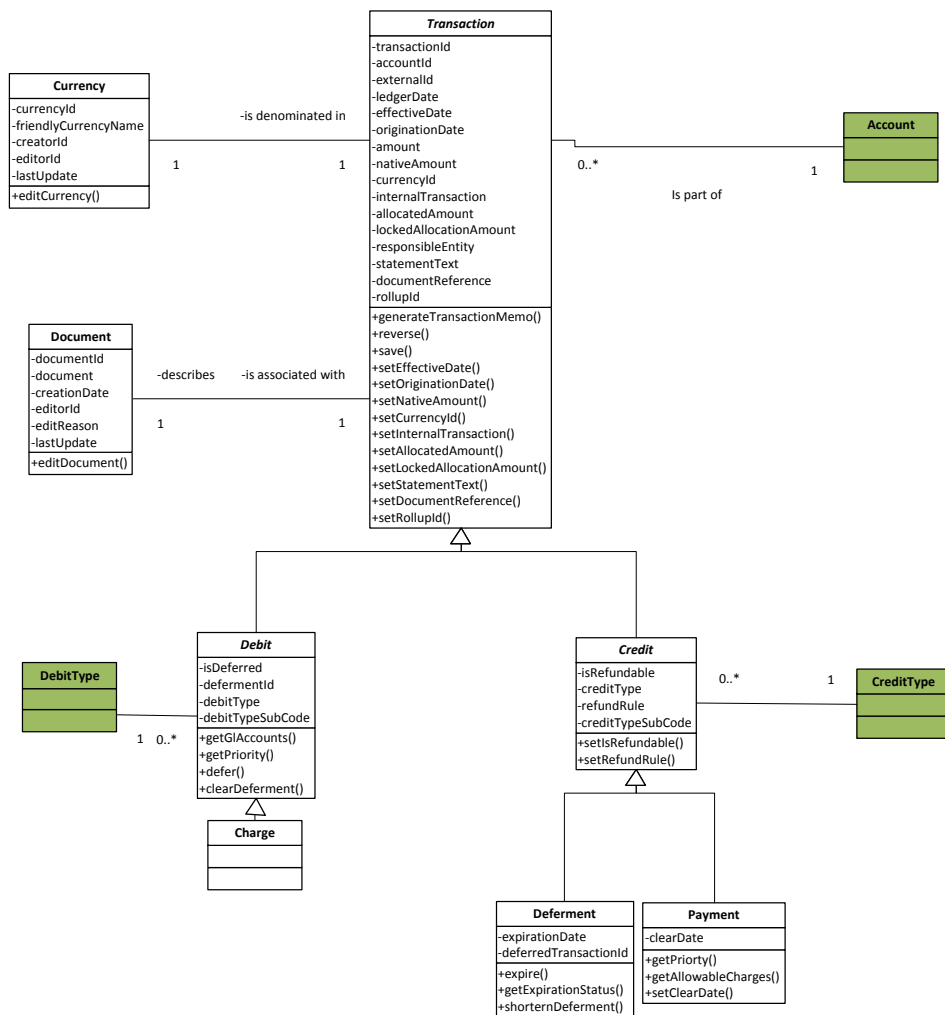 Transaction
-transactionId
-accountId
-externalId
-ledgerDate
-effectiveDate
-originationDate
-amount
-nativeAmount
-currencyId
-internalTransaction
-allocatedAmount
-lockedAllocationAmount
-responsibleEntity
-statementText
-documentReference
-rollupId
+generateTransactionMemo()
+reverse()
+save()
+setEffectiveDate()
+setOriginationDate()
+setNativeAmount()
+setCurrencyId()
+setInternalTransaction()
+setAllocatedAmount()
+setLockedAllocationAmount()
+setStatementText()
+setDocumentReference()
+setRollupId()
Currency
-currencyId
-friendlyCurrencyName
-creatorId
-editorId
-lastUpdate
+editCurrency()
-is denominated in
1
1
Account
0..*
1
Is part of
Document
-documentId
-document
-creationDate
-editorId
-editReason
-lastUpdate
+editDocument()
-describes
-is associated with
1
1
Debit
-isDeferred
-defermentId
-debitType
-debitTypeSubCode
+getGlAccounts()
+getPriority()
+defer()
+clearDeferment()
DebitType
1
0..*
Charge
Credit
-isRefundable
-creditType
-refundRule
-creditTypeSubCode
+setIsRefundable()
+setRefundRule()
0..*
1
CreditType
Deferment
-expirationDate
-deferredTransactionId
+expire()
+getExpirationStatus()
+shorternDeferment()
Payment
-clearDate
+getPriorty()
+getAllowableCharges()
+setClearDate()